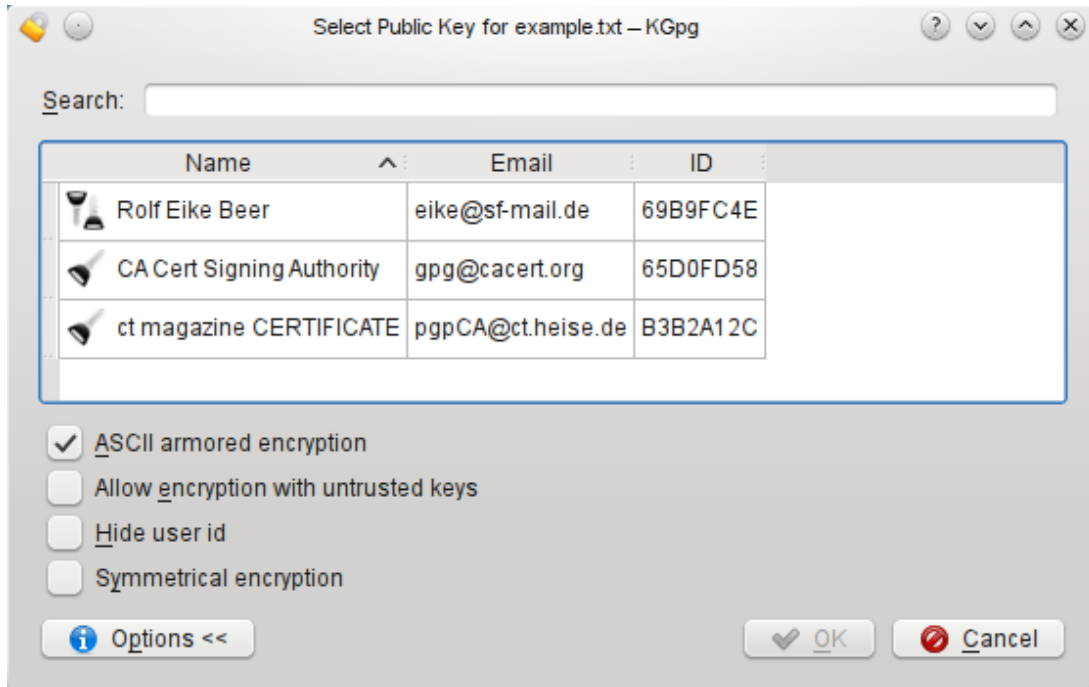 Select Public Key for example.txt – KGpg
Search:
Name Email ID
Rolf Eike Beer eike@sf-mail.de 69B9FC4E
CA Cert Signing Authority gpg@cacert.org 65D0FD58
ct magazine CERTIFICATE pgpCA@ct.heise.de B3B2A12C
ASCII armored encryption
Allow encryption with untrusted keys
Hide user id
Symmetrical encryption
Options << OK Cancel